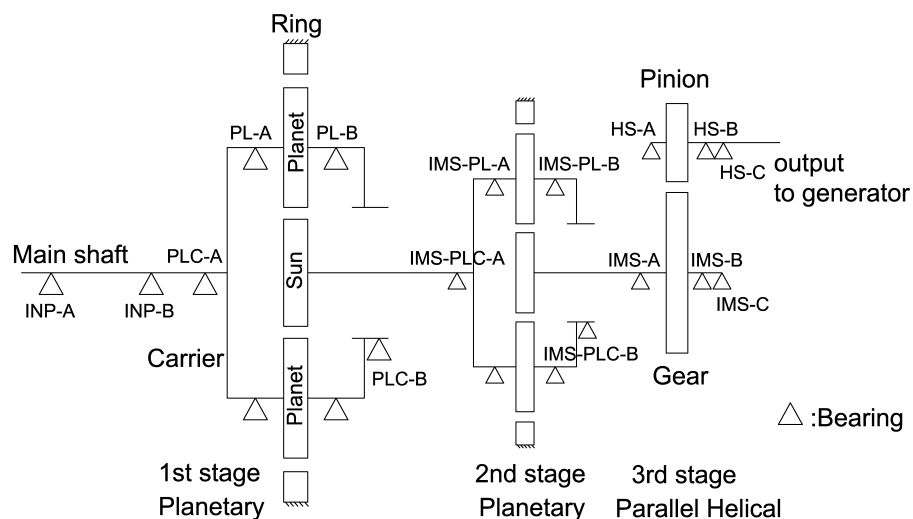 Ring
Pinion
PL-A
PL-B
Planet
HS-A
HS-B
HS-C
output
to generator
IMS-PL-A
IMS-PL-B
Main shaft
PLC-A
Sun
IMS-PLC-A
IMS-A
IMS-B
IMS-C
INP-A
INP-B
Carrier
PLC-B
IMS-PLC-B
Gear
Planet
:Bearing
1st stage
Planetary
2nd stage
Planetary
3rd stage
Parallel Helical